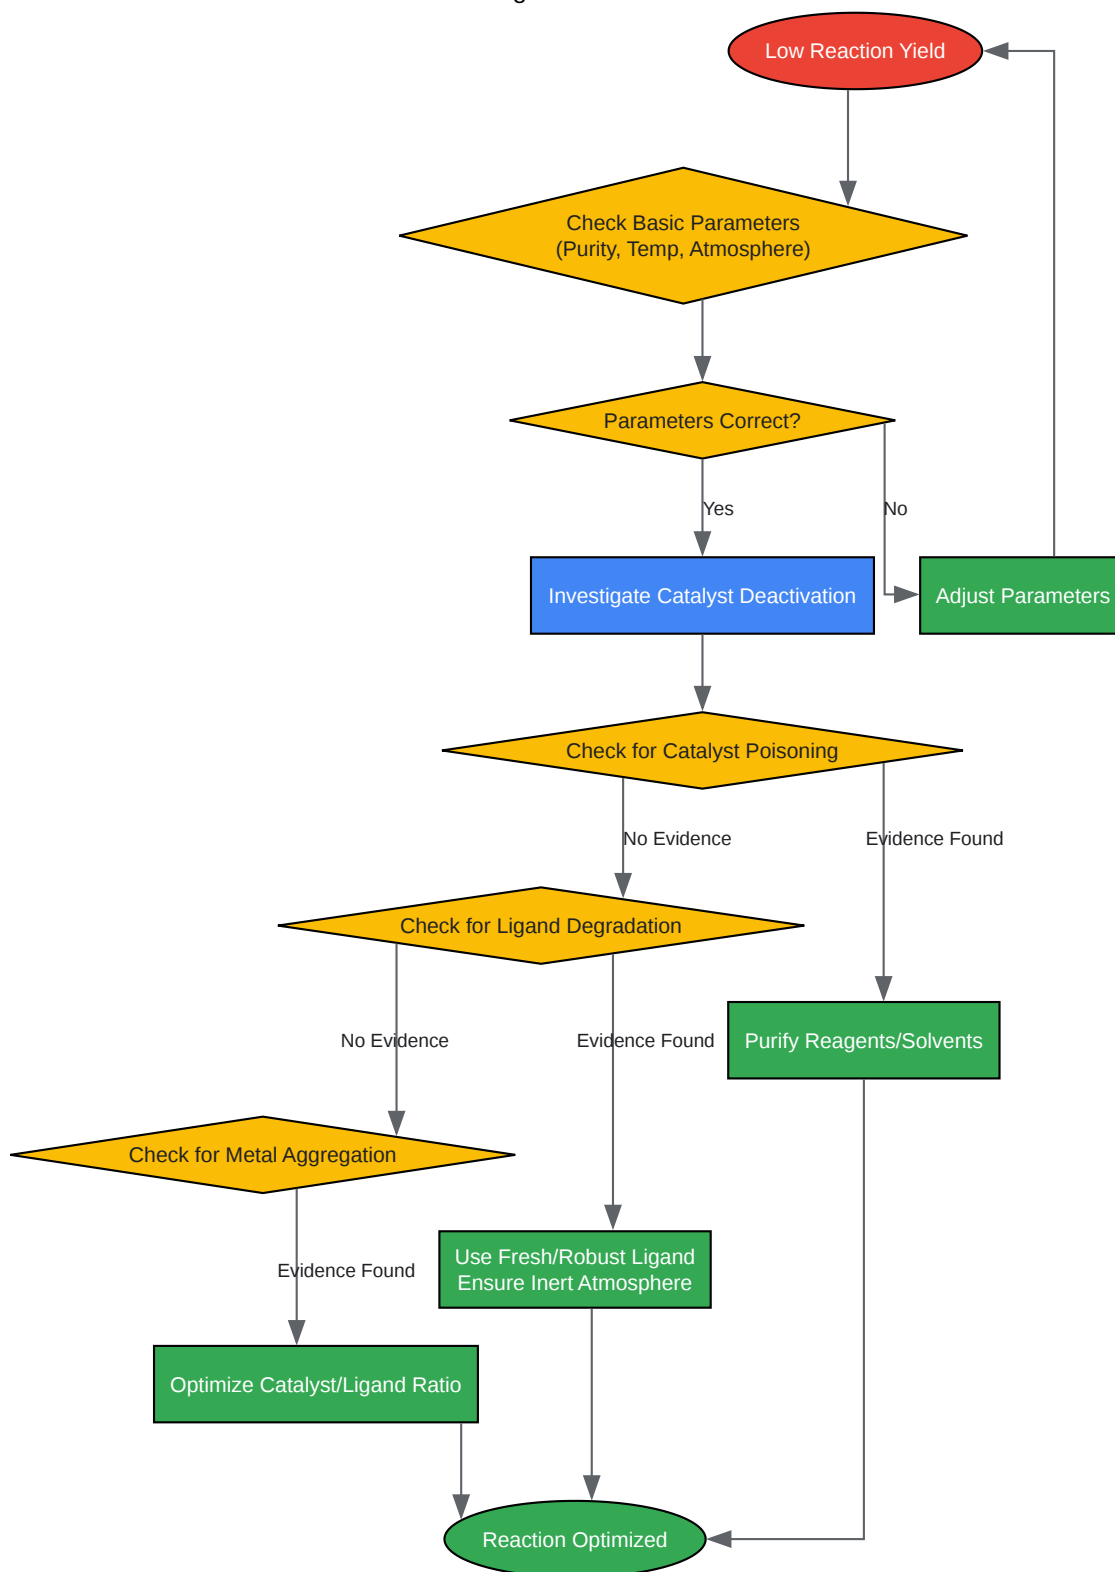 Low Reaction Yield
Check Basic Parameters
(Purity, Temp, Atmosphere)
Parameters Correct?
Yes
No
Investigate Catalyst Deactivation
Adjust Parameters
Check for Catalyst Poisoning
No Evidence
Evidence Found
Check for Ligand Degradation
No Evidence
Evidence Found
Purify Reagents/Solvents
Check for Metal Aggregation
Evidence Found
Use Fresh/Robust Ligand
Ensure Inert Atmosphere
Optimize Catalyst/Ligand Ratio
Reaction Optimized